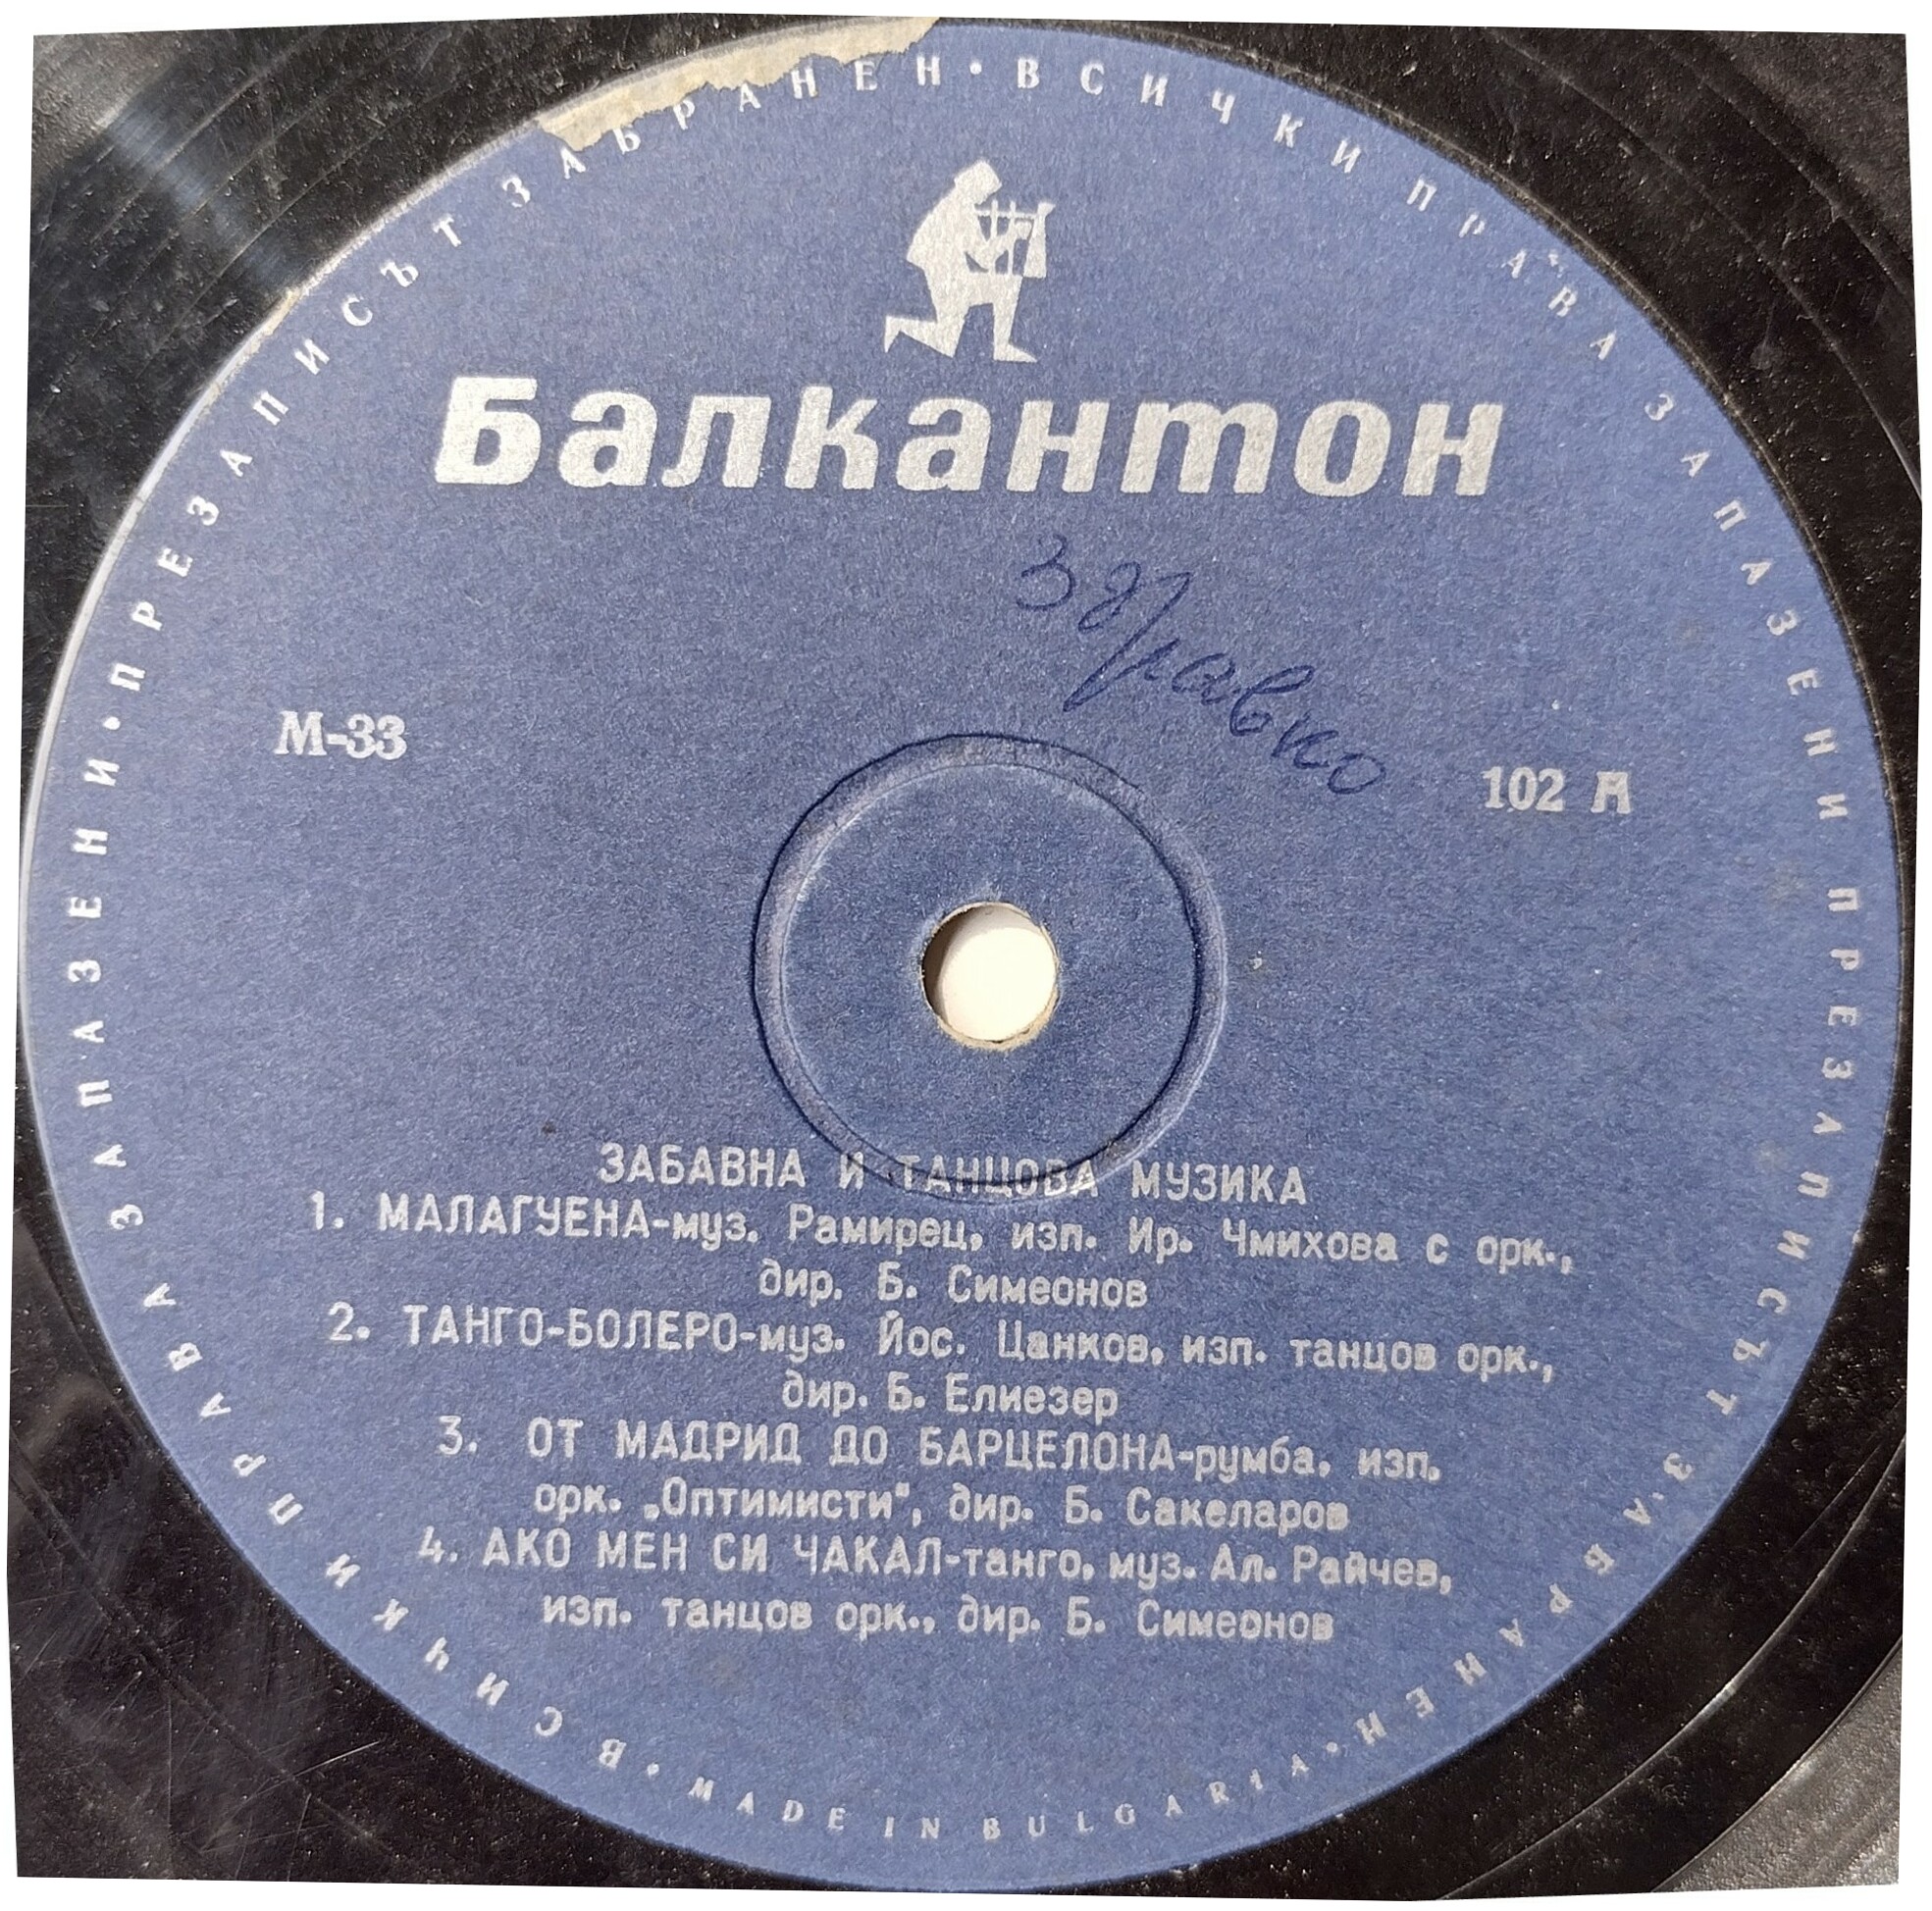 Балкантон
Здравко
М-33
102 А
ЗАБАВНА И ТАНЦОВА МУЗИКА
1. МАЛАГУЕНА-муз. Рамирец, изп. Ир. Чмихова с орк.,
дир. Б. Симеонов
2. ТАНГО-БОЛЕРО-муз. Йос. Цанков, изп. танцов орк.,
дир. Б. Елиезер
3. ОТ МАДРИД ДО БАРЦЕЛОНА-румба, изп.
орк. „Оптимисти", дир. Б. Сакеларов
4. АКО МЕН СИ ЧАКАЛ-танго, муз. Ал. Райчев,
изп. танцов орк., дир. Б. Симеонов
ВСИЧКИ ПРАВА ЗАПАЗЕНИ·ПРЕЗАПИСЪТ ЗАБРАНЕН·ВСИЧКИ ПРАВА ЗАПАЗЕНИ ПРЕЗАПИСЪТ ЗАБРАНЕН·
MADE IN BULGARIA·